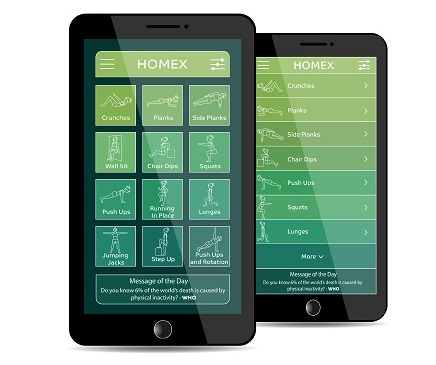 HOMEX
Crunches
Planks
Side Planks
Wall Sit
Chair Dips
Squats
Push Ups
Running
In Place
Lunges
Jumping
Jacks
Step Up
Push Ups
and Rotation
Message of the Day
Do you know 6% of the world's death is caused by
physical inactivity? - WHO
HOMEX
Crunches
Planks
Side Planks
Chair Dips
Push Ups
Squats
Lunges
More
Message of the Day
Do you know 6% of the world's death is caused by
physical inactivity? - WHO